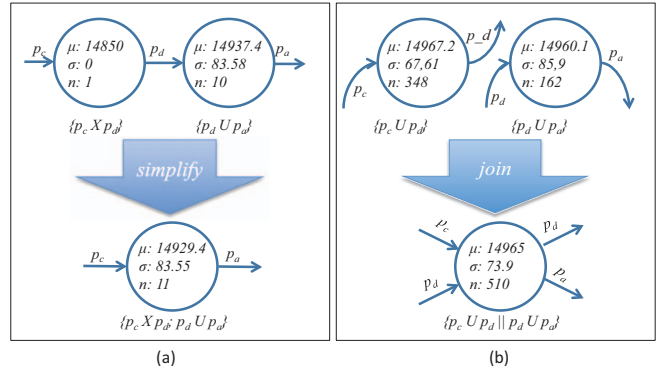 p_c
μ: 14850
σ: 0
n: 1
p_d
μ: 14937.4
σ: 83.58
n: 10
p_a
{p_c X p_d}
{p_d U p_a}
simplify
p_c
μ: 14929.4
σ: 83.55
n: 11
p_a
{p_c X p_d; p_d U p_a}
(a)
p_c
μ: 14967.2
σ: 67,61
n: 348
p_d
p_d
μ: 14960.1
σ: 85,9
n: 162
p_a
{p_c U p_d}
{p_d U p_a}
join
p_c
p_d
μ: 14965
σ: 73.9
n: 510
p_d
p_a
{p_c U p_d || p_d U p_a}
(b)